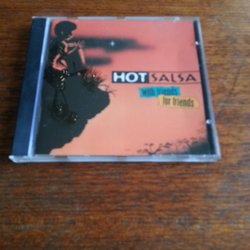 HOT SALSA
with friends
for friends